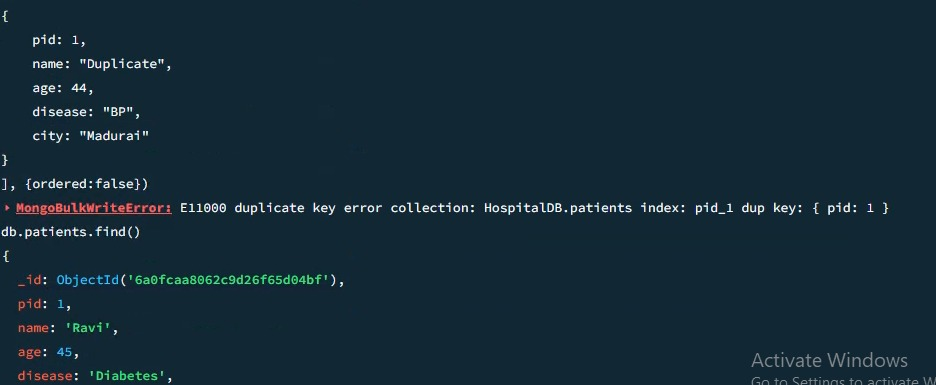 {
pid: 1,
name: "Duplicate",
age: 44,
disease: "BP",
city: "Madurai"
}
], {ordered:false})
MongoBulkWriteError: E11000 duplicate key error collection: HospitalDB.patients index: pid_1 dup key: { pid: 1 }
db.patients.find()
{
_id: ObjectId('6a0fcaa8062c9d26f65d04bf'),
pid: 1,
name: 'Ravi',
age: 45,
disease: 'Diabetes',
Activate Windows
Go to Settings to activate W